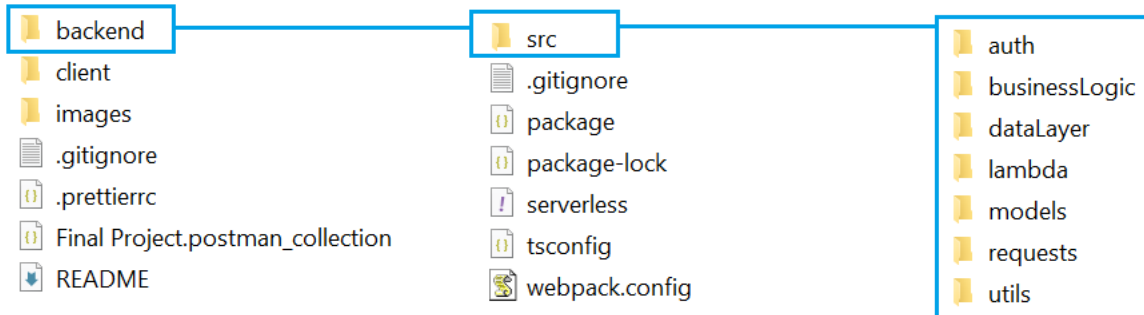 backend
client
images
.gitignore
.prettierrc
Final Project.postman_collection
README
src
.gitignore
package
package-lock
serverless
tsconfig
webpack.config
auth
businessLogic
dataLayer
lambda
models
requests
utils